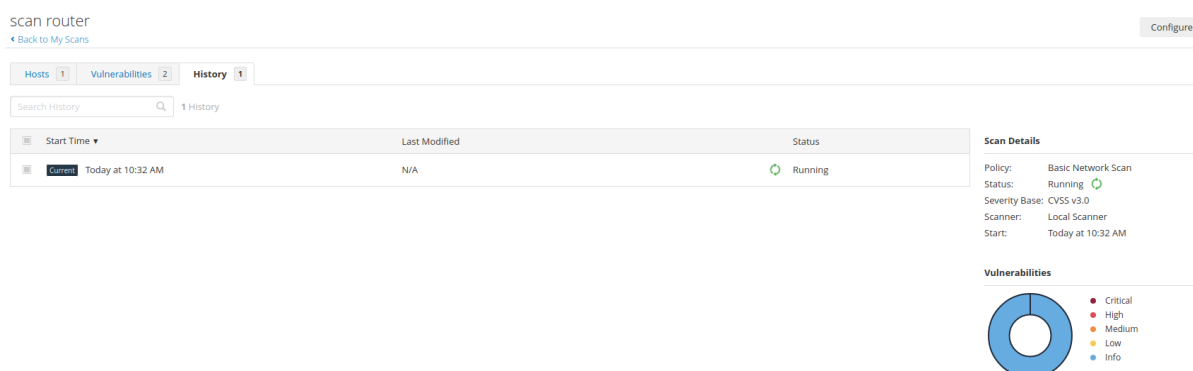 scan router
Back to My Scans
Configure
Hosts 1 Vulnerabilities 2 History 1
Search History 1 History
Start Time Last Modified Status
Current Today at 10:32 AM N/A Running
Scan Details
Policy: Basic Network Scan
Status: Running
Severity Base: CVSS v3.0
Scanner: Local Scanner
Start: Today at 10:32 AM
Vulnerabilities
Critical
High
Medium
Low
Info